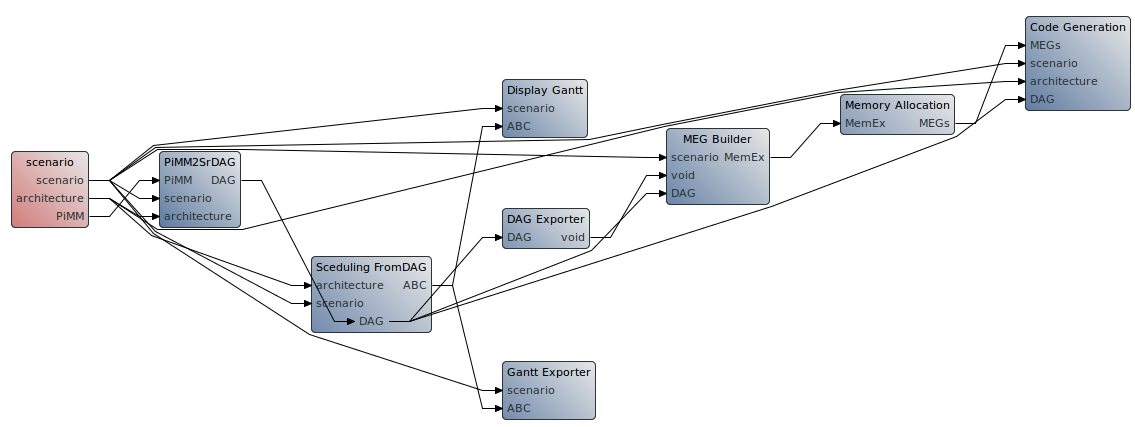 scenario
scenario
architecture
PiMM
PiMM2SrDAG
PiMM DAG
scenario
architecture
Sceduling FromDAG
architecture ABC
scenario
DAG
Display Gantt
scenario
ABC
DAG Exporter
DAG void
Gantt Exporter
scenario
ABC
MEG Builder
scenario MemEx
void
DAG
Memory Allocation
MemEx MEGs
Code Generation
MEGs
scenario
architecture
DAG